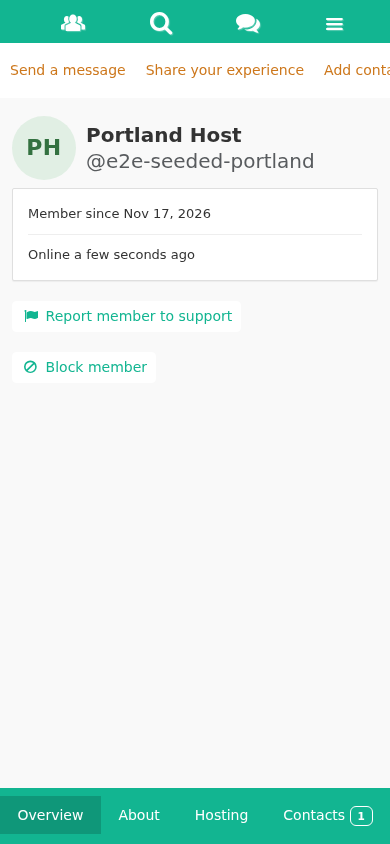 Send a message Share your experience Add conta
PH
Portland Host
@e2e-seeded-portland
Member since Nov 17, 2026
Online a few seconds ago
Report member to support
Block member
Overview About Hosting Contacts 1